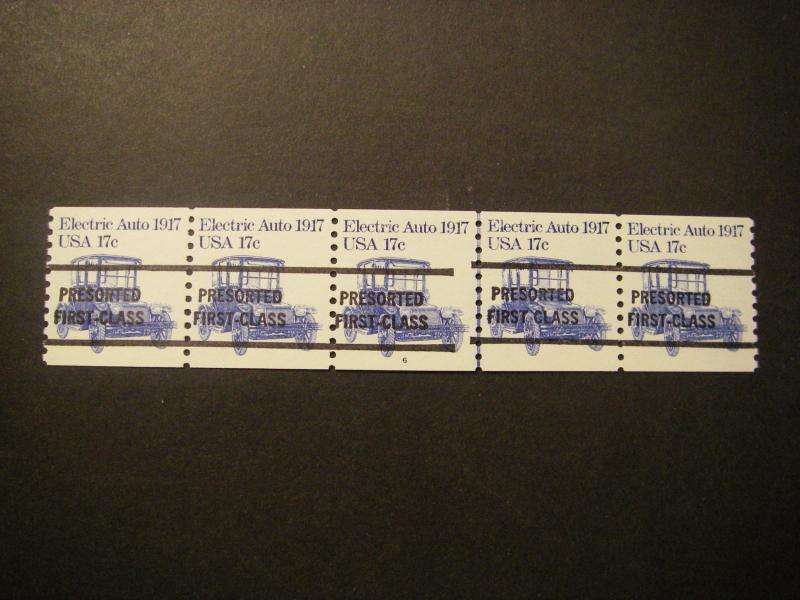 Electric Auto 1917
USA 17c
PRESORTED
FIRST-CLASS
Electric Auto 1917
USA 17c
PRESORTED
FIRST-CLASS
Electric Auto 1917
USA 17c
PRESORTED
FIRST-CLASS
6
Electric Auto 1917
USA 17c
PRESORTED
FIRST-CLASS
Electric Auto 1917
USA 17c
PRESORTED
FIRST-CLASS